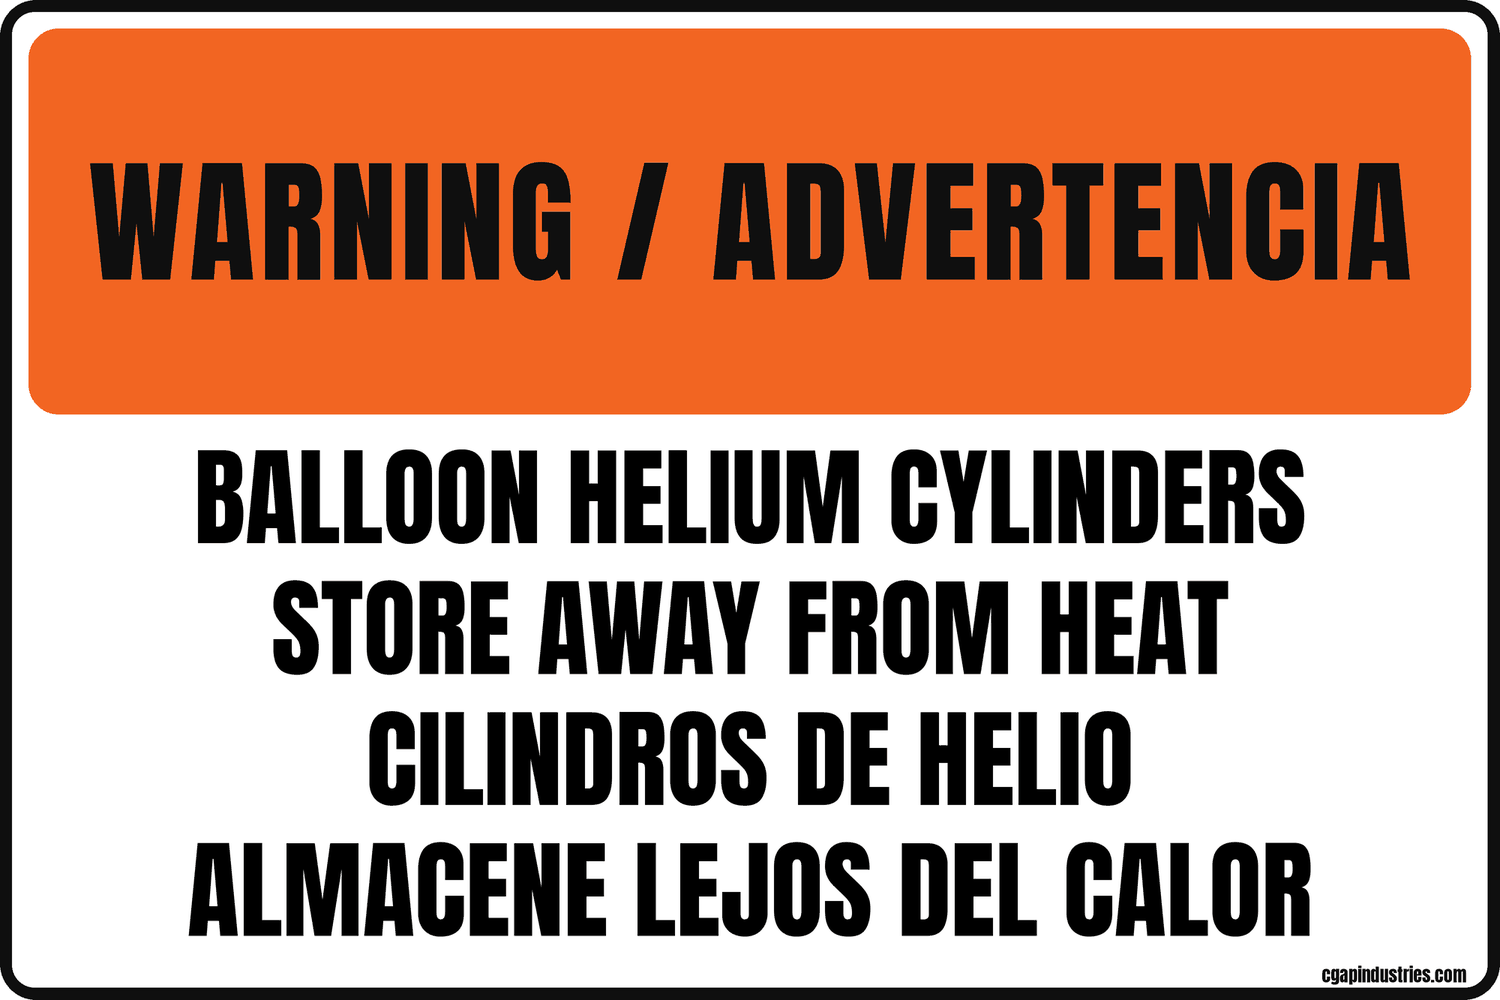 WARNING / ADVERTENCIA
BALLOON HELIUM CYLINDERS
STORE AWAY FROM HEAT
CILINDROS DE HELIO
ALMACENE LEJOS DEL CALOR
cgapindustries.com